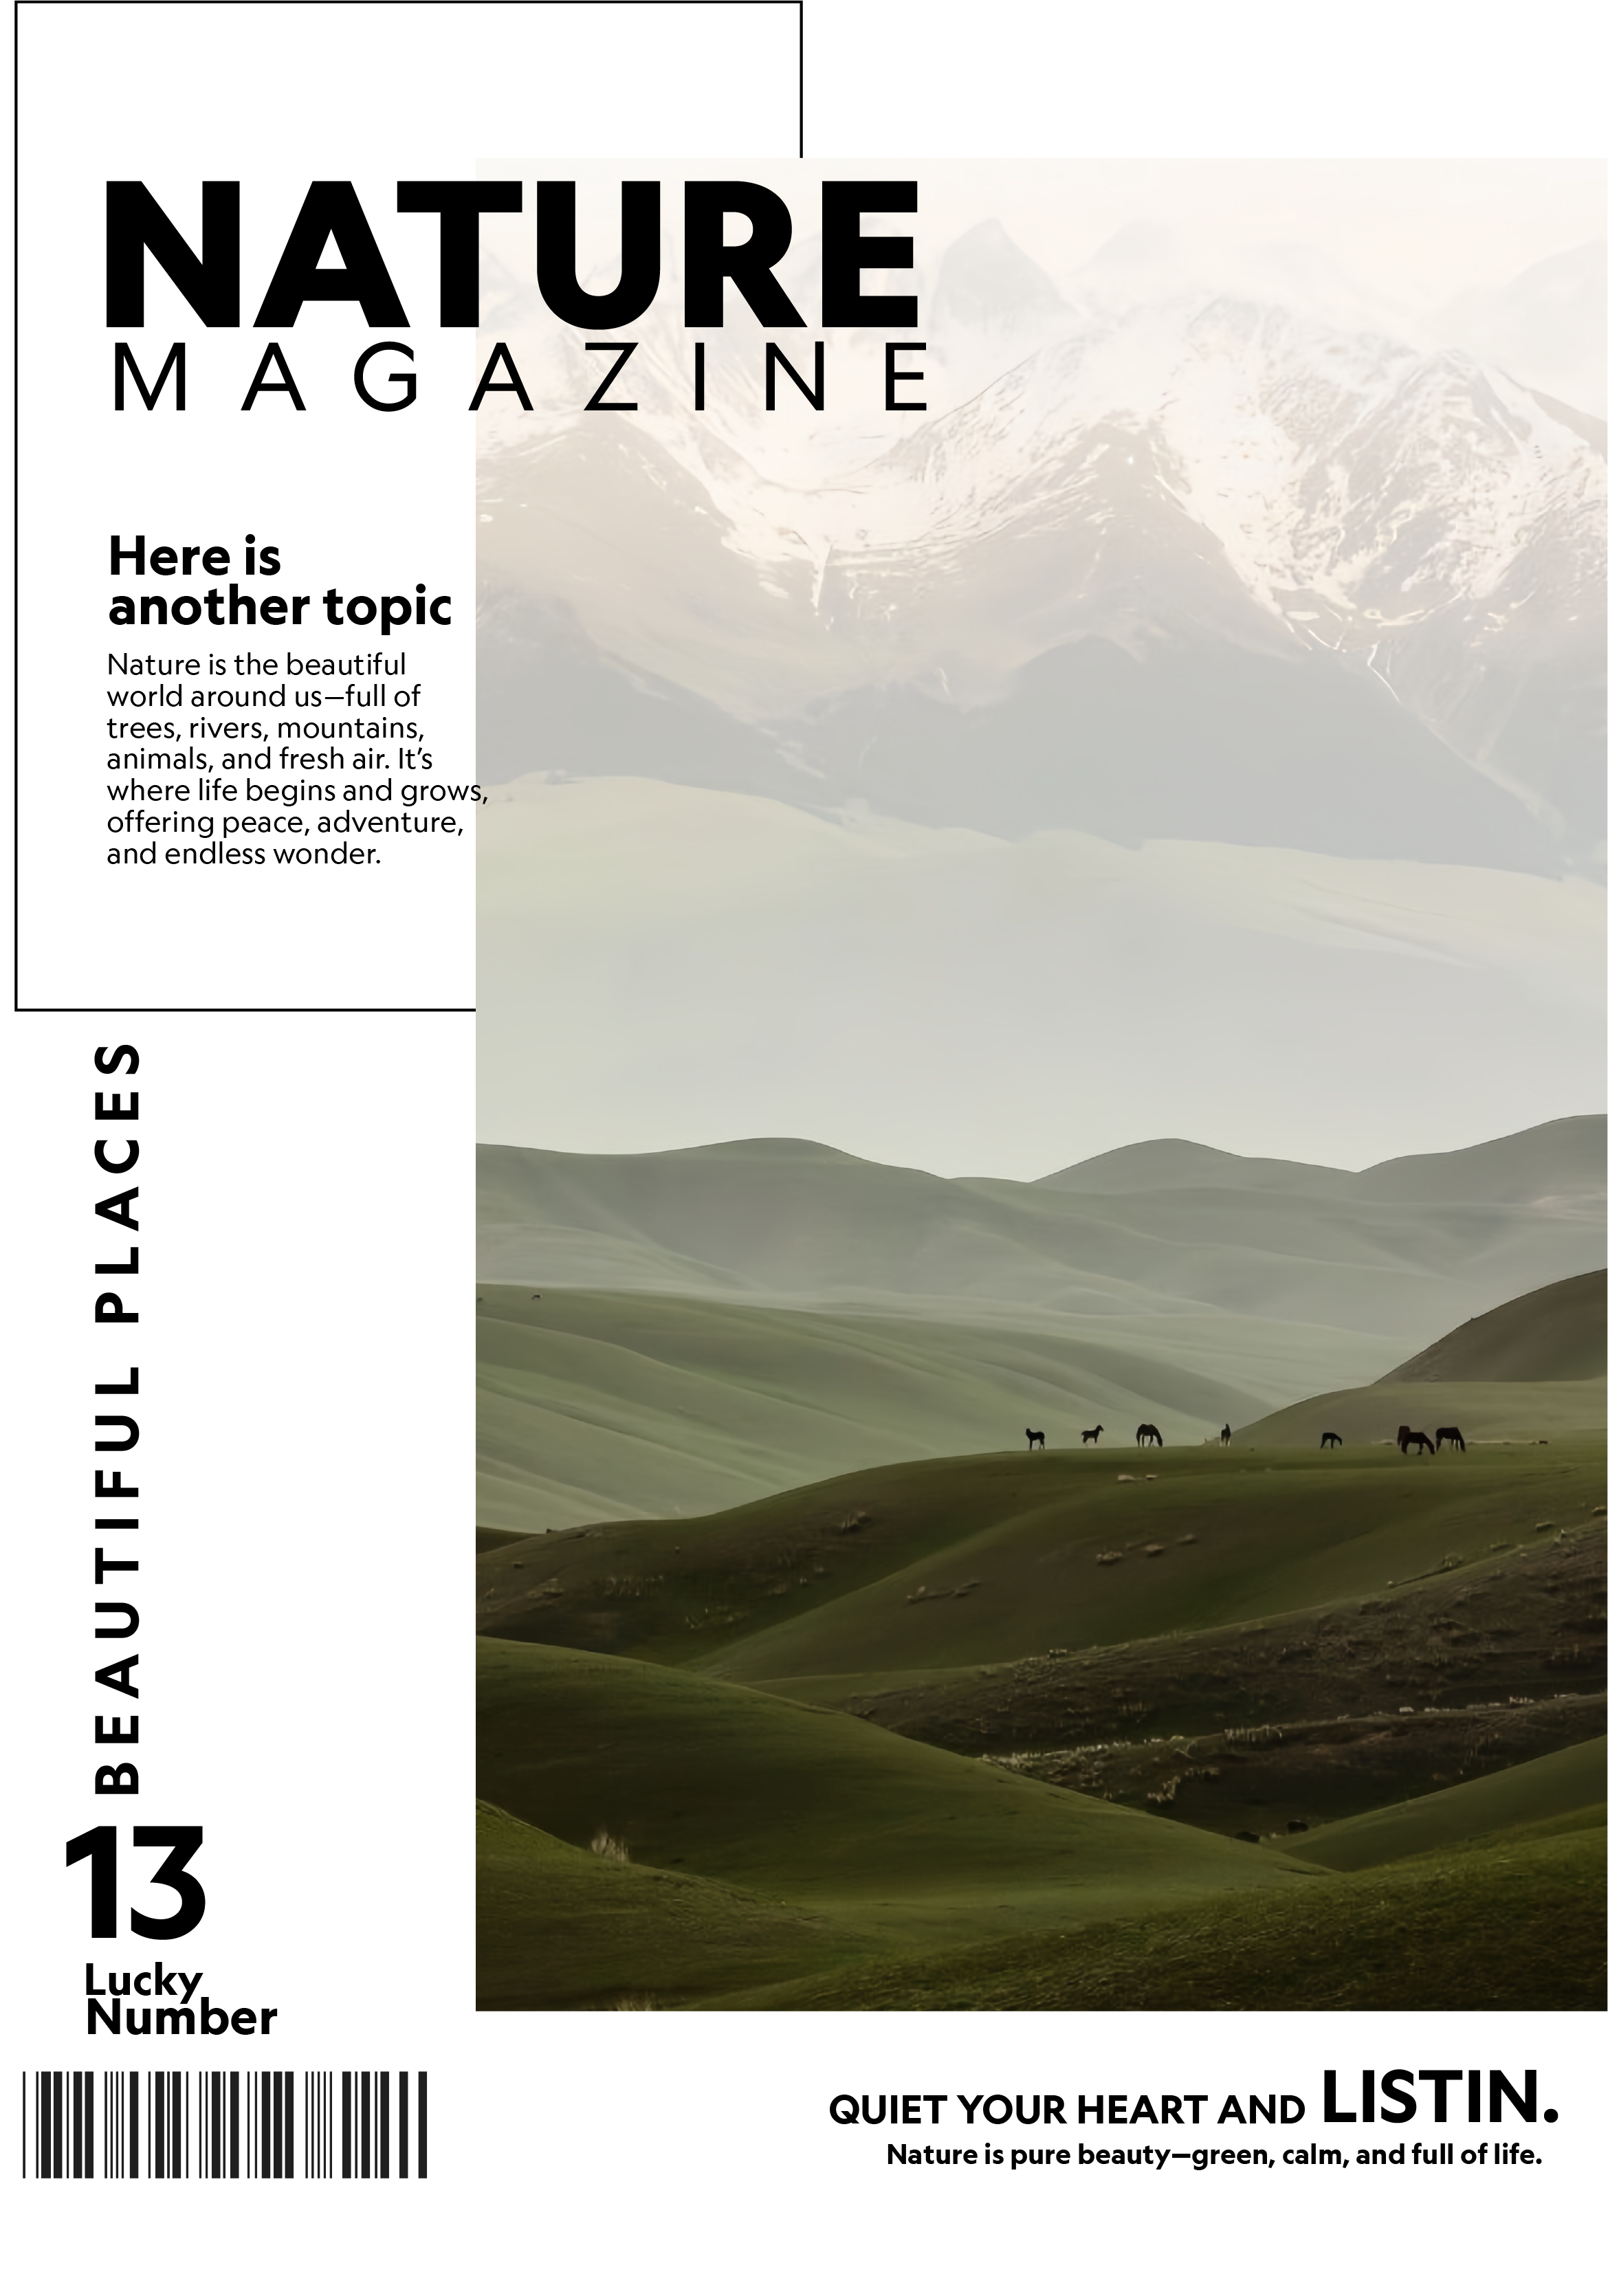 NATURE
MAGAZINE
Here is
another topic
Nature is the beautiful
world around us—full of
trees, rivers, mountains,
animals, and fresh air. It’s
where life begins and grows,
offering peace, adventure,
and endless wonder.
BEAUTIFUL PLACES
13
Lucky
Number
QUIET YOUR HEART AND LISTIN.
Nature is pure beauty—green, calm, and full of life.